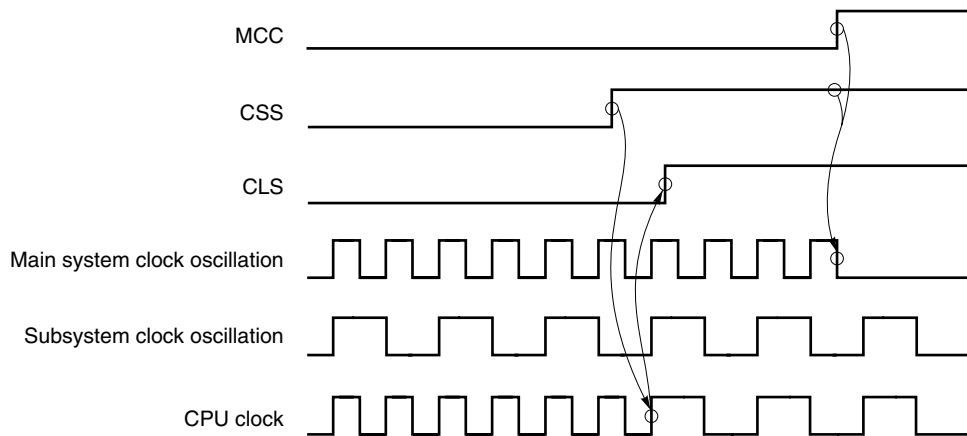 MCC
CSS
CLS
Main system clock oscillation
Subsystem clock oscillation
CPU clock